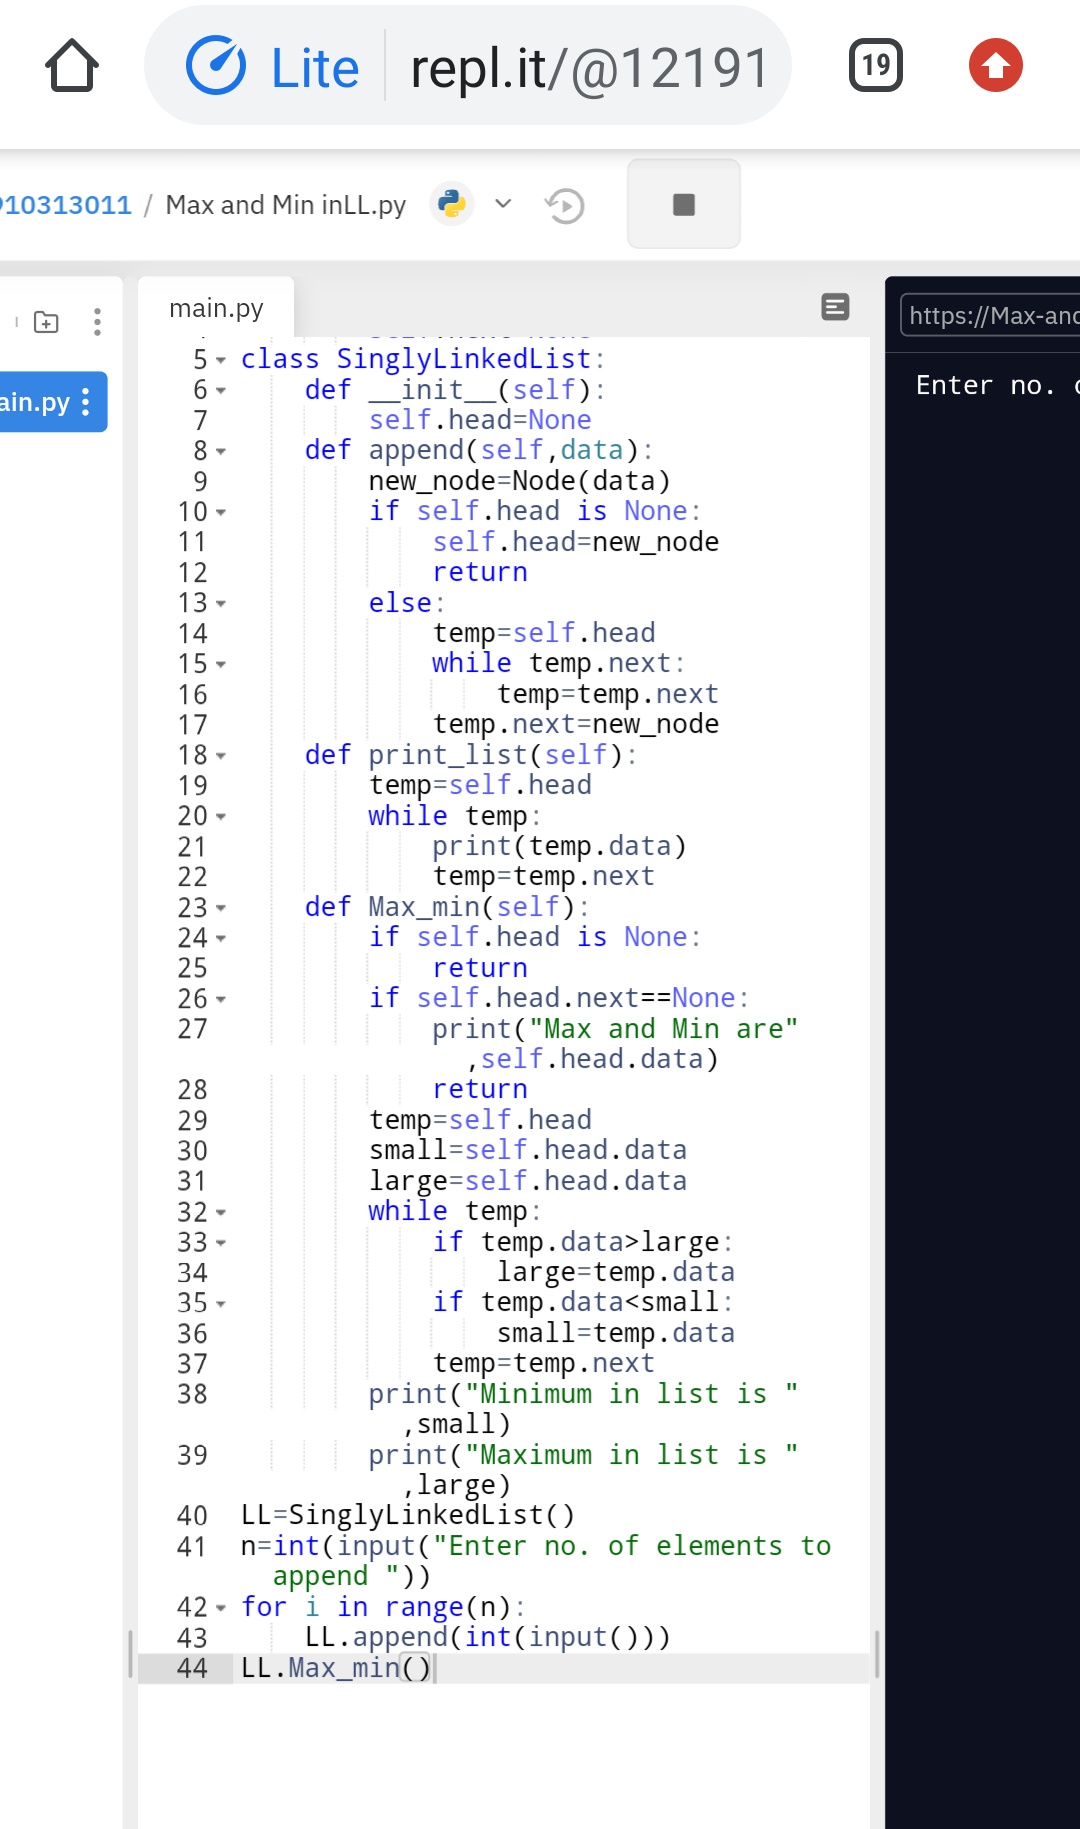 Lite repl.it/@12191 19
910313011 / Max and Min inLL.py
main.py
https://Max-and
ain.py
Enter no.
5 class SinglyLinkedList:
6 def __init__(self):
7 self.head=None
8 def append(self,data):
9 new_node=Node(data)
10 if self.head is None:
11 self.head=new_node
12 return
13 else:
14 temp=self.head
15 while temp.next:
16 temp=temp.next
17 temp.next=new_node
18 def print_list(self):
19 temp=self.head
20 while temp:
21 print(temp.data)
22 temp=temp.next
23 def Max_min(self):
24 if self.head is None:
25 return
26 if self.head.next==None:
27 print("Max and Min are"
,self.head.data)
28 return
29 temp=self.head
30 small=self.head.data
31 large=self.head.data
32 while temp:
33 if temp.data>large:
34 large=temp.data
35 if temp.data<small:
36 small=temp.data
37 temp=temp.next
38 print("Minimum in list is "
,small)
39 print("Maximum in list is "
,large)
40 LL=SinglyLinkedList()
41 n=int(input("Enter no. of elements to
append "))
42 for i in range(n):
43 LL.append(int(input()))
44 LL.Max_min()